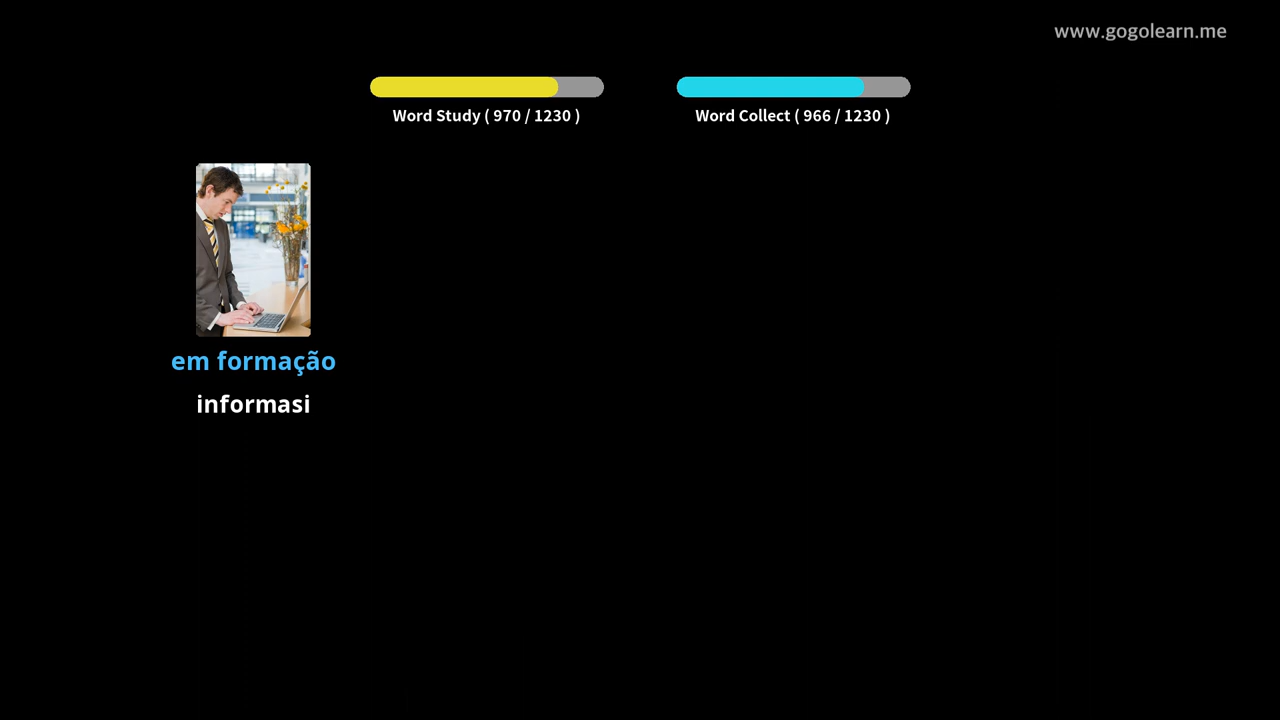 www.gogolearn.me
Word Study ( 970 / 1230 )
Word Collect ( 966 / 1230 )
em formação
informasi